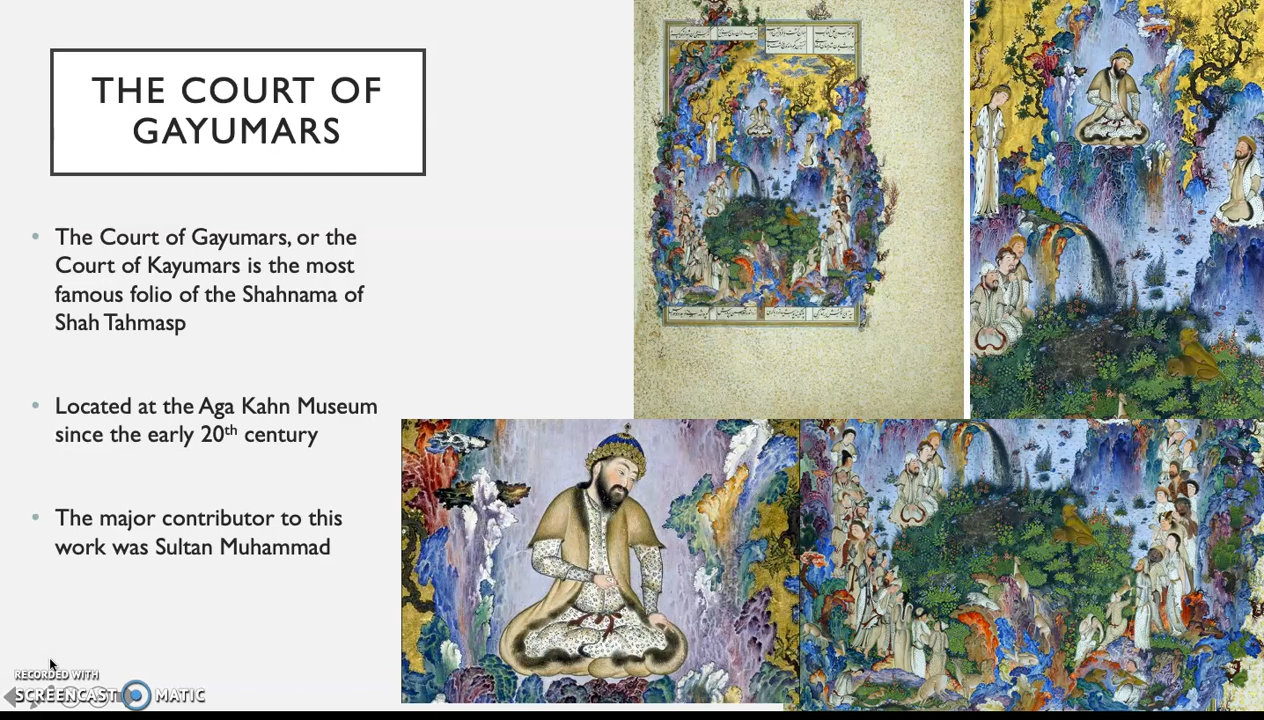 THE COURT OF
GAYUMARS
• The Court of Gayumars, or the
Court of Kayumars is the most
famous folio of the Shahnama of
Shah Tahmasp
• Located at the Aga Kahn Museum
since the early 20th century
• The major contributor to this
work was Sultan Muhammad
RECORDED WITH
SCREENCAST MATIC